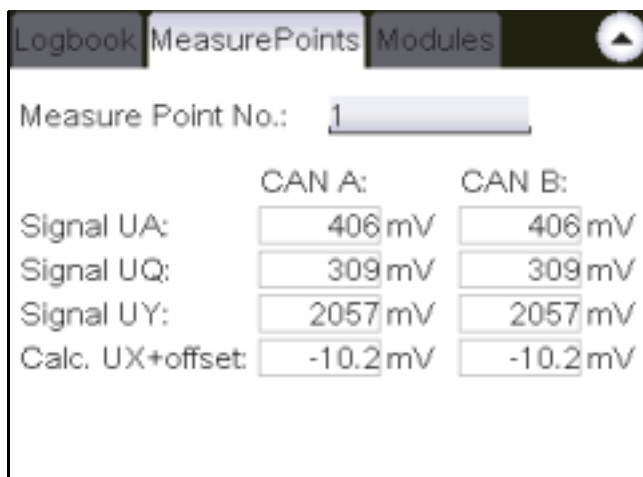 Logbook MeasurePoints Modules
Measure Point No.: 1
CAN A: CAN B:
Signal UA: 406 mV 406 mV
Signal UQ: 309 mV 309 mV
Signal UY: 2057 mV 2057 mV
Calc. UX+offset: -10.2 mV -10.2 mV